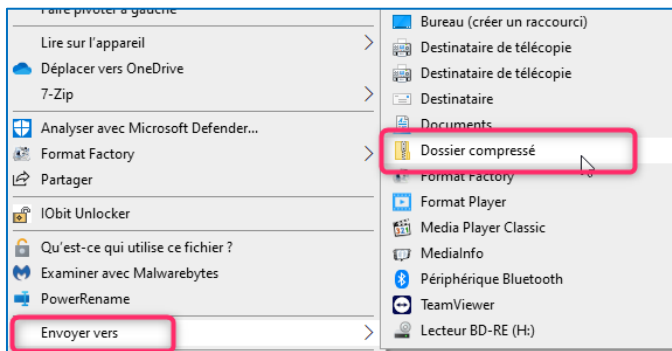 Faire pivoter à gauche
Lire sur l'appareil
Déplacer vers OneDrive
7-Zip
Analyser avec Microsoft Defender...
Format Factory
Partager
IObit Unlocker
Qu'est-ce qui utilise ce fichier ?
Examiner avec Malwarebytes
PowerRename
Envoyer vers
Bureau (créer un raccourci)
Destinataire de télécopie
Destinataire de télécopie
Destinataire
Documents
Dossier compressé
Format Factory
Format Player
Media Player Classic
MediaInfo
Périphérique Bluetooth
TeamViewer
Lecteur BD-RE (H:)